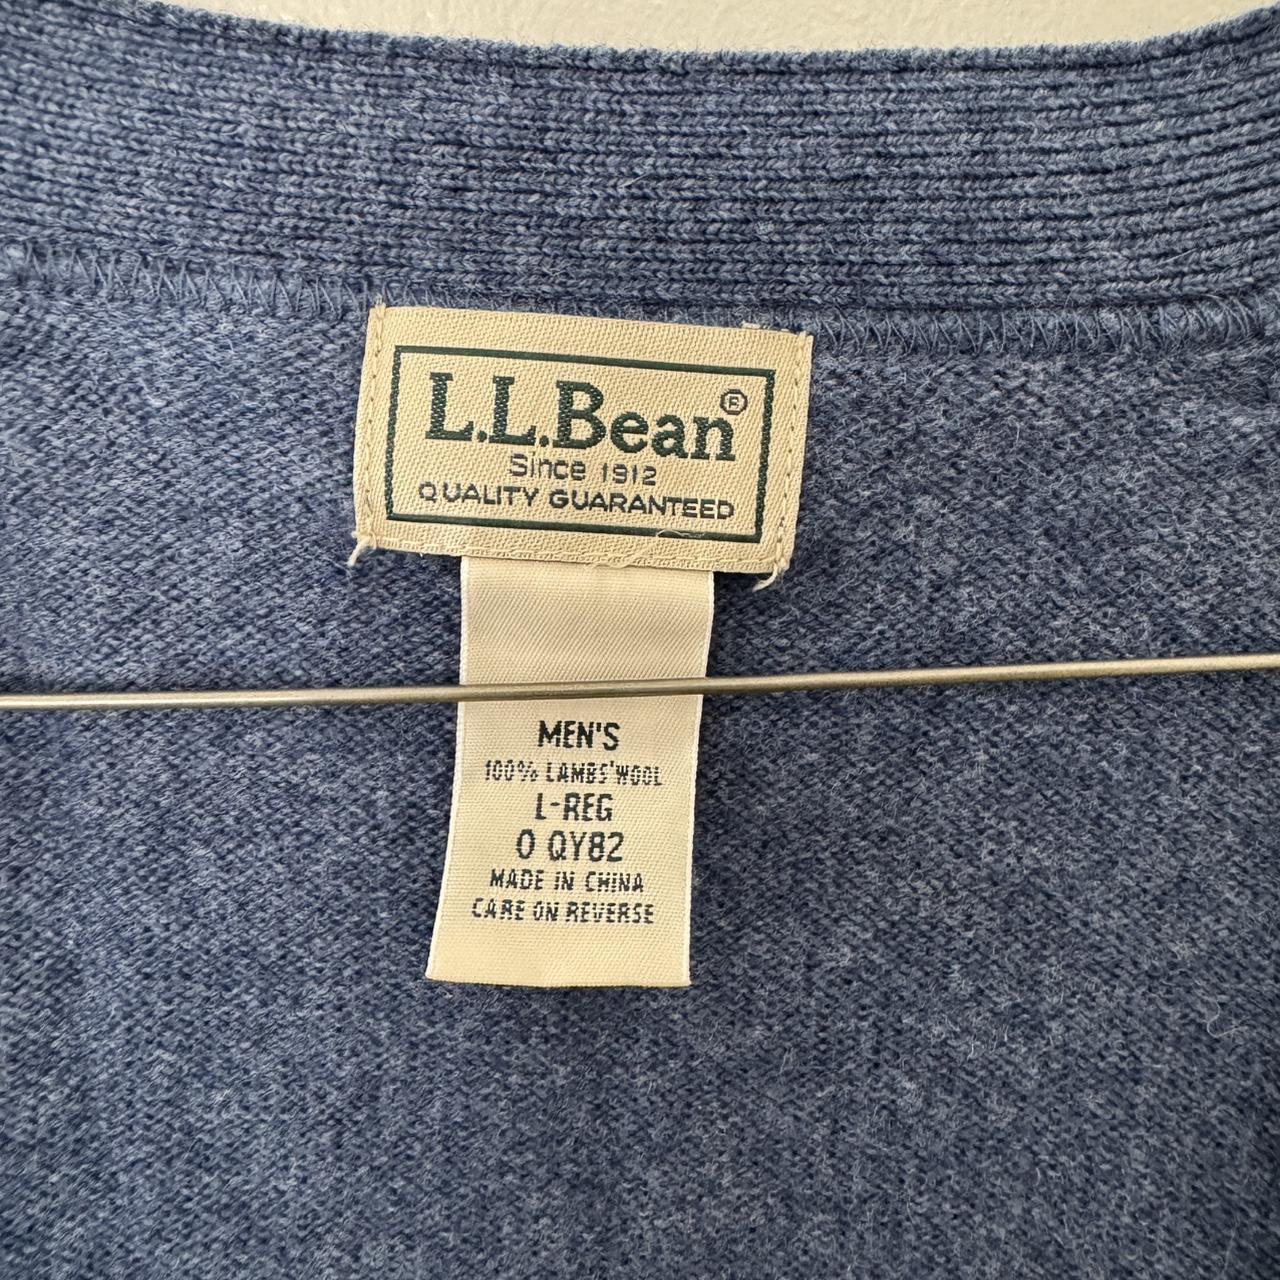 L.L.Bean®
Since 1912
QUALITY GUARANTEED
MEN'S
100% LAMBS'WOOL
L-REG
0 QY82
MADE IN CHINA
CARE ON REVERSE